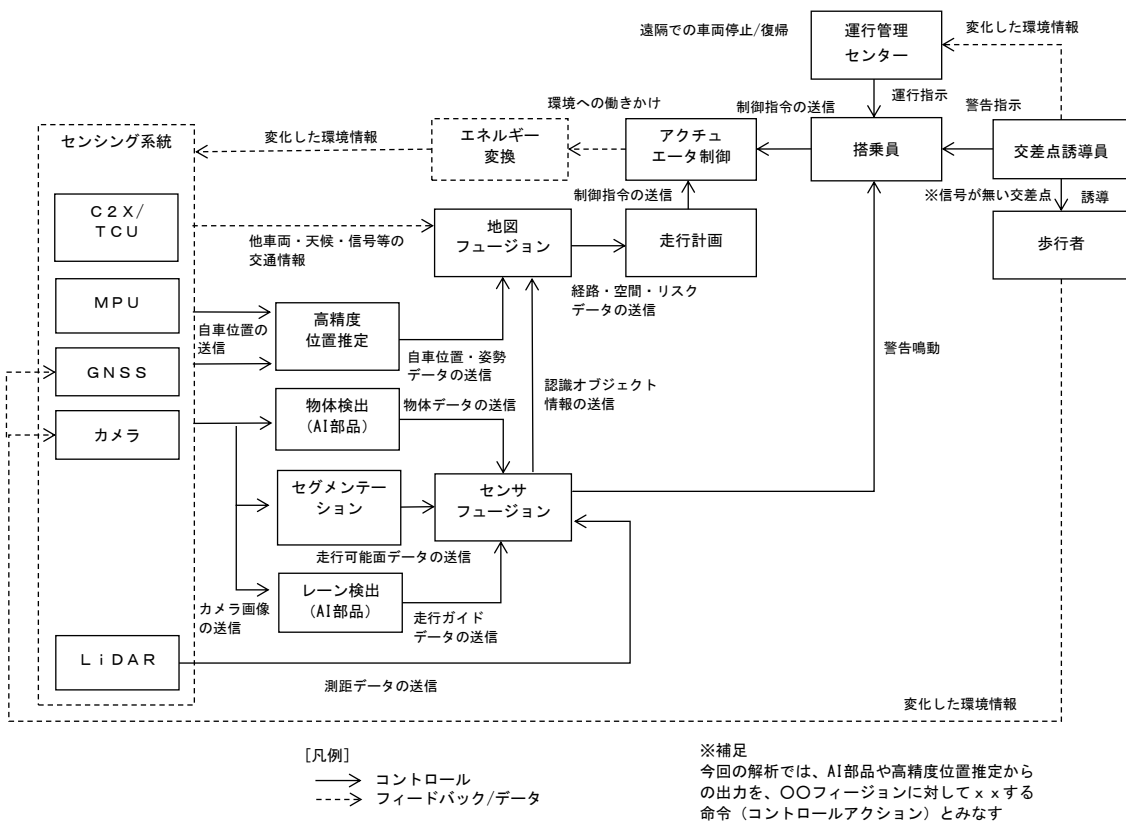 遠隔での車両停止/復帰
運行管理
センター
変化した環境情報
運行指示
警告指示
環境への働きかけ
制御指令の送信
センシング系統
変化した環境情報
エネルギー
変換
アクチュ
エータ制御
搭乗員
交差点誘導員
制御指令の送信
※信号が無い交差点
誘導
C2X/
TCU
他車両・天候・信号等の
交通情報
地図
フュージョン
走行計画
歩行者
経路・空間・リスク
データの送信
MPU
自車位置の
送信
高精度
位置推定
自車位置・姿勢
データの送信
警告鳴動
GNSS
認識オブジェクト
情報の送信
カメラ
物体検出
(AI部品)
物体データの送信
セグメンテー
ション
センサ
フュージョン
走行可能面データの送信
カメラ画像
の送信
レーン検出
(AI部品)
走行ガイド
データの送信
LiDAR
測距データの送信
変化した環境情報
[凡例]
コントロール
フィードバック/データ
※補足
今回の解析では、AI部品や高精度位置推定から
の出力を、〇〇フィージョンに対してｘｘする
命令（コントロールアクション）とみなす